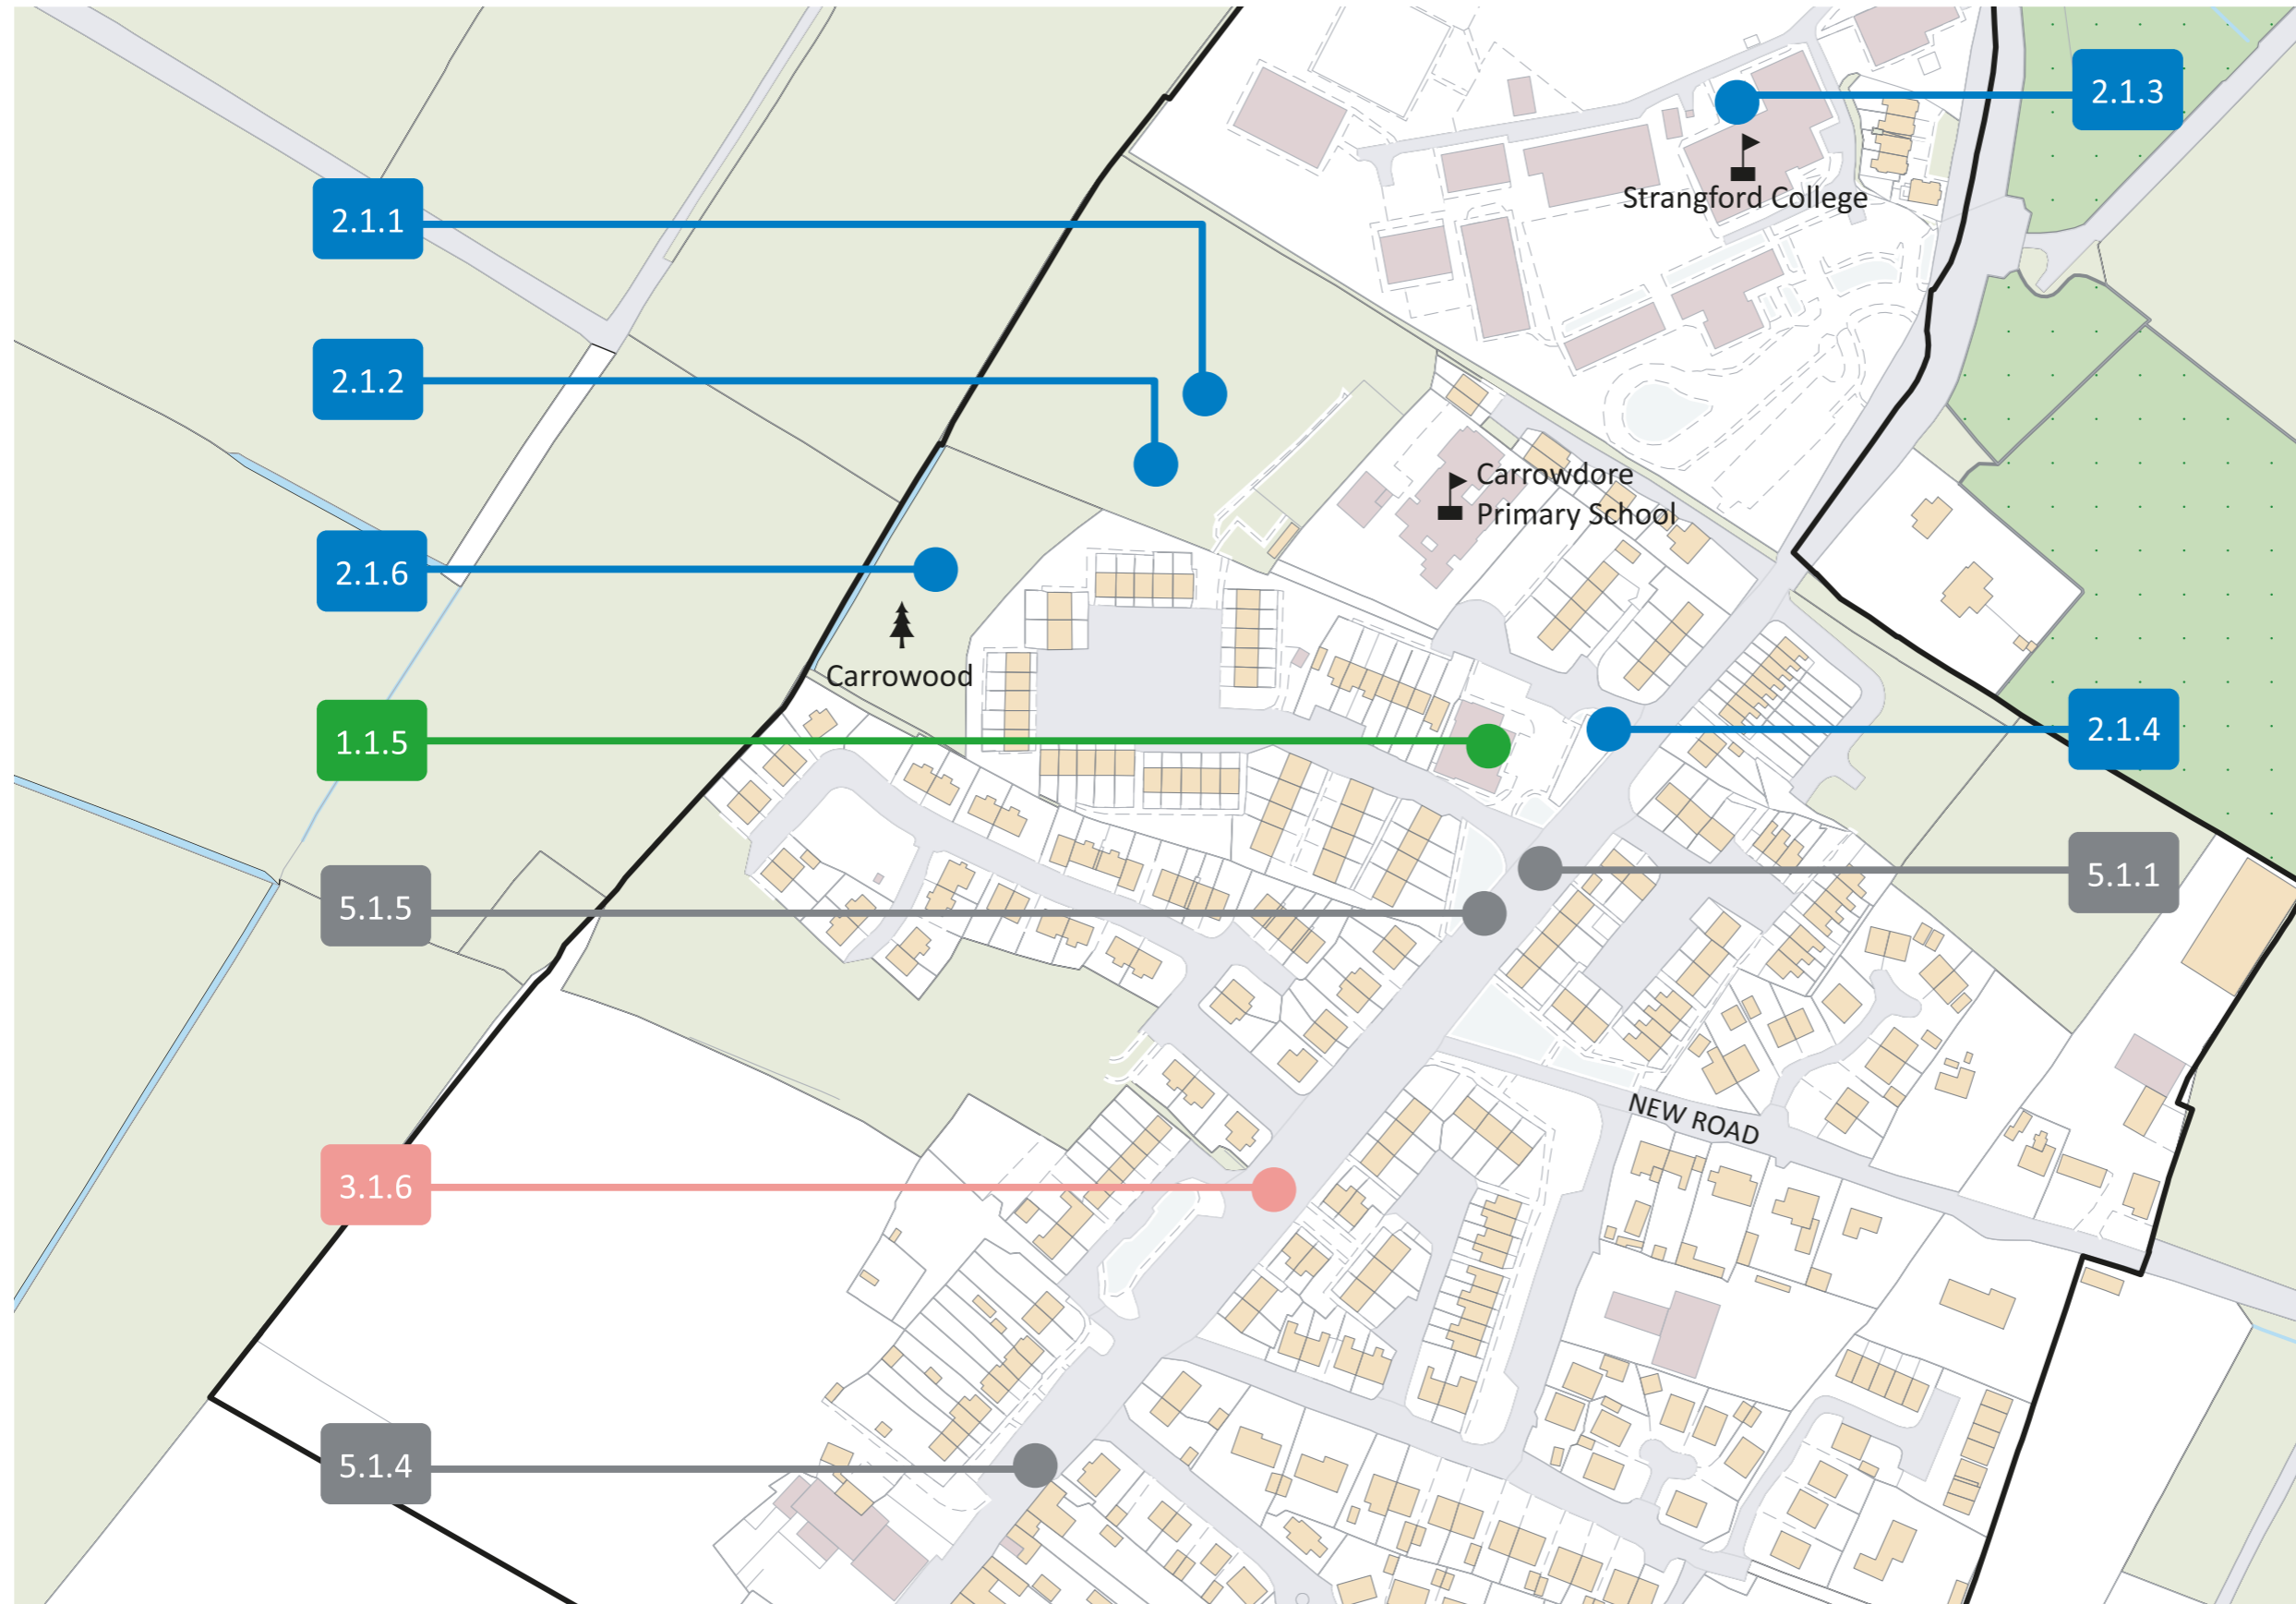 2.1.3
Strangford College
2.1.1
2.1.2
Carrowdore
Primary School
2.1.6
Carrowood
1.1.5
2.1.4
5.1.5
5.1.1
NEW ROAD
3.1.6
5.1.4